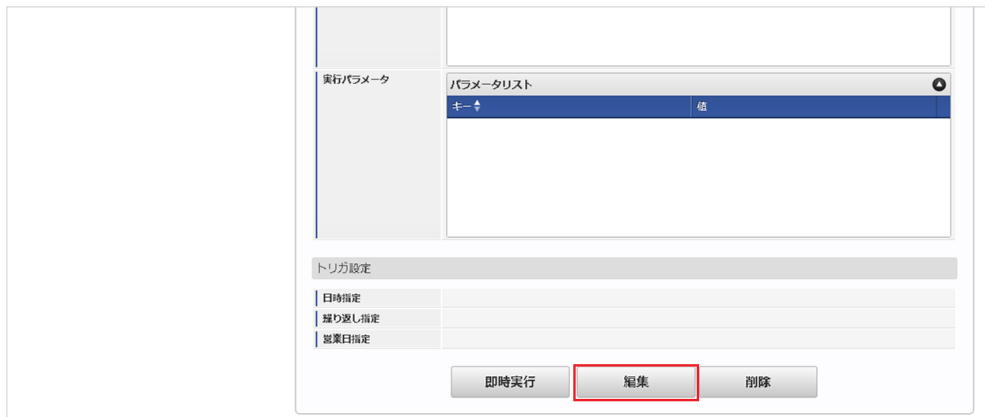 実行パラメータ
パラメータリスト
キー 値
トリガ設定
日時指定
繰り返し指定
営業日指定
即時実行 編集 削除